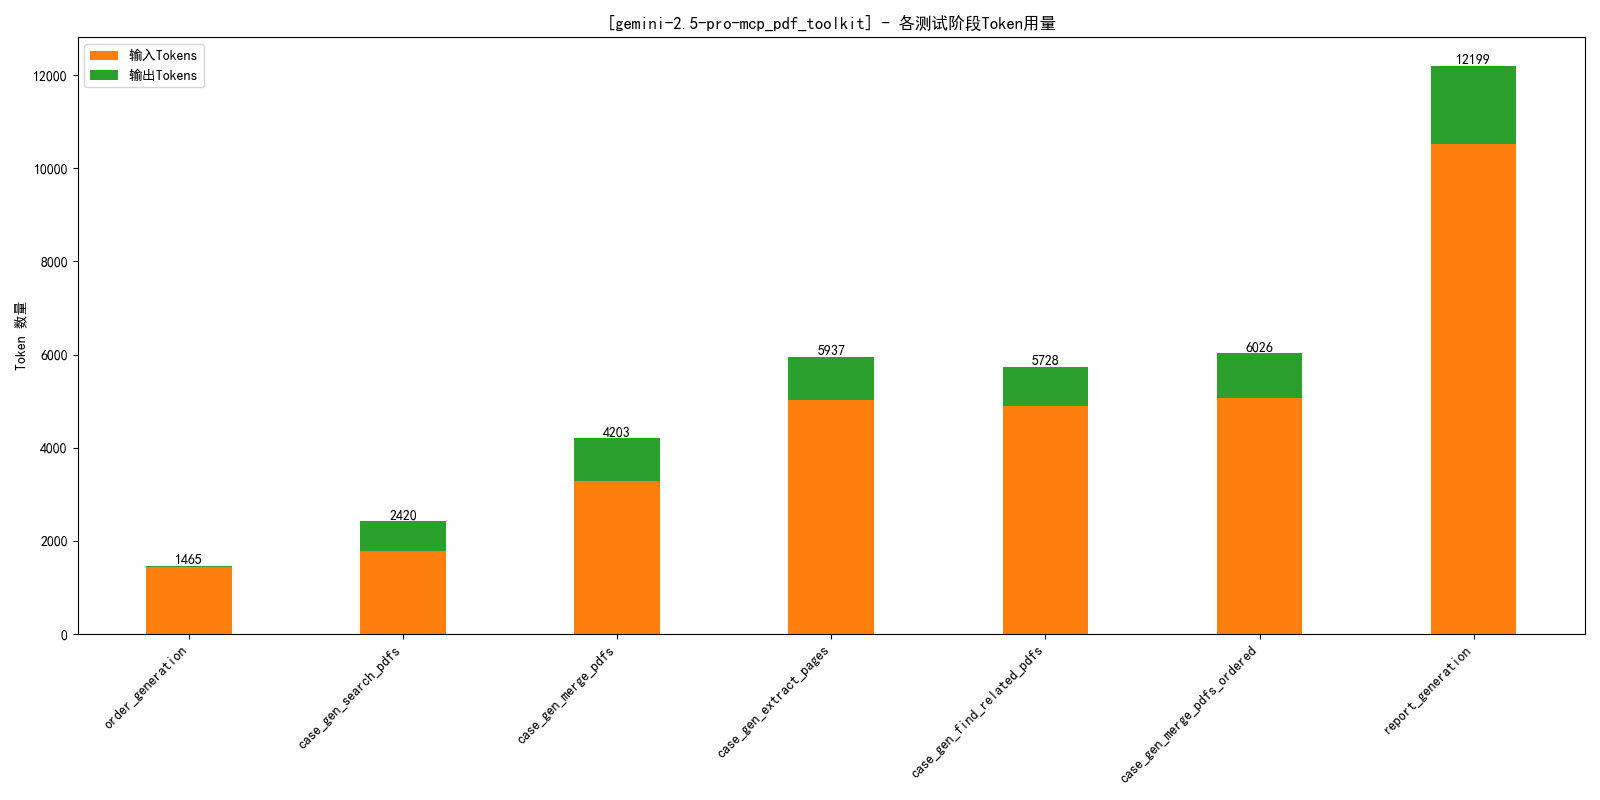 [gemini-2.5-pro-mcp_pdf_toolkit] - 各测试阶段Token用量
输入Tokens
输出Tokens
Token 数量
12000
10000
8000
6000
4000
2000
0
1465
2420
4203
5937
5728
6026
12199
order_generation
case_gen_search_pdfs
case_gen_merge_pdfs
case_gen_extract_pages
case_gen_find_related_pdfs
case_gen_merge_pdfs_ordered
report_generation